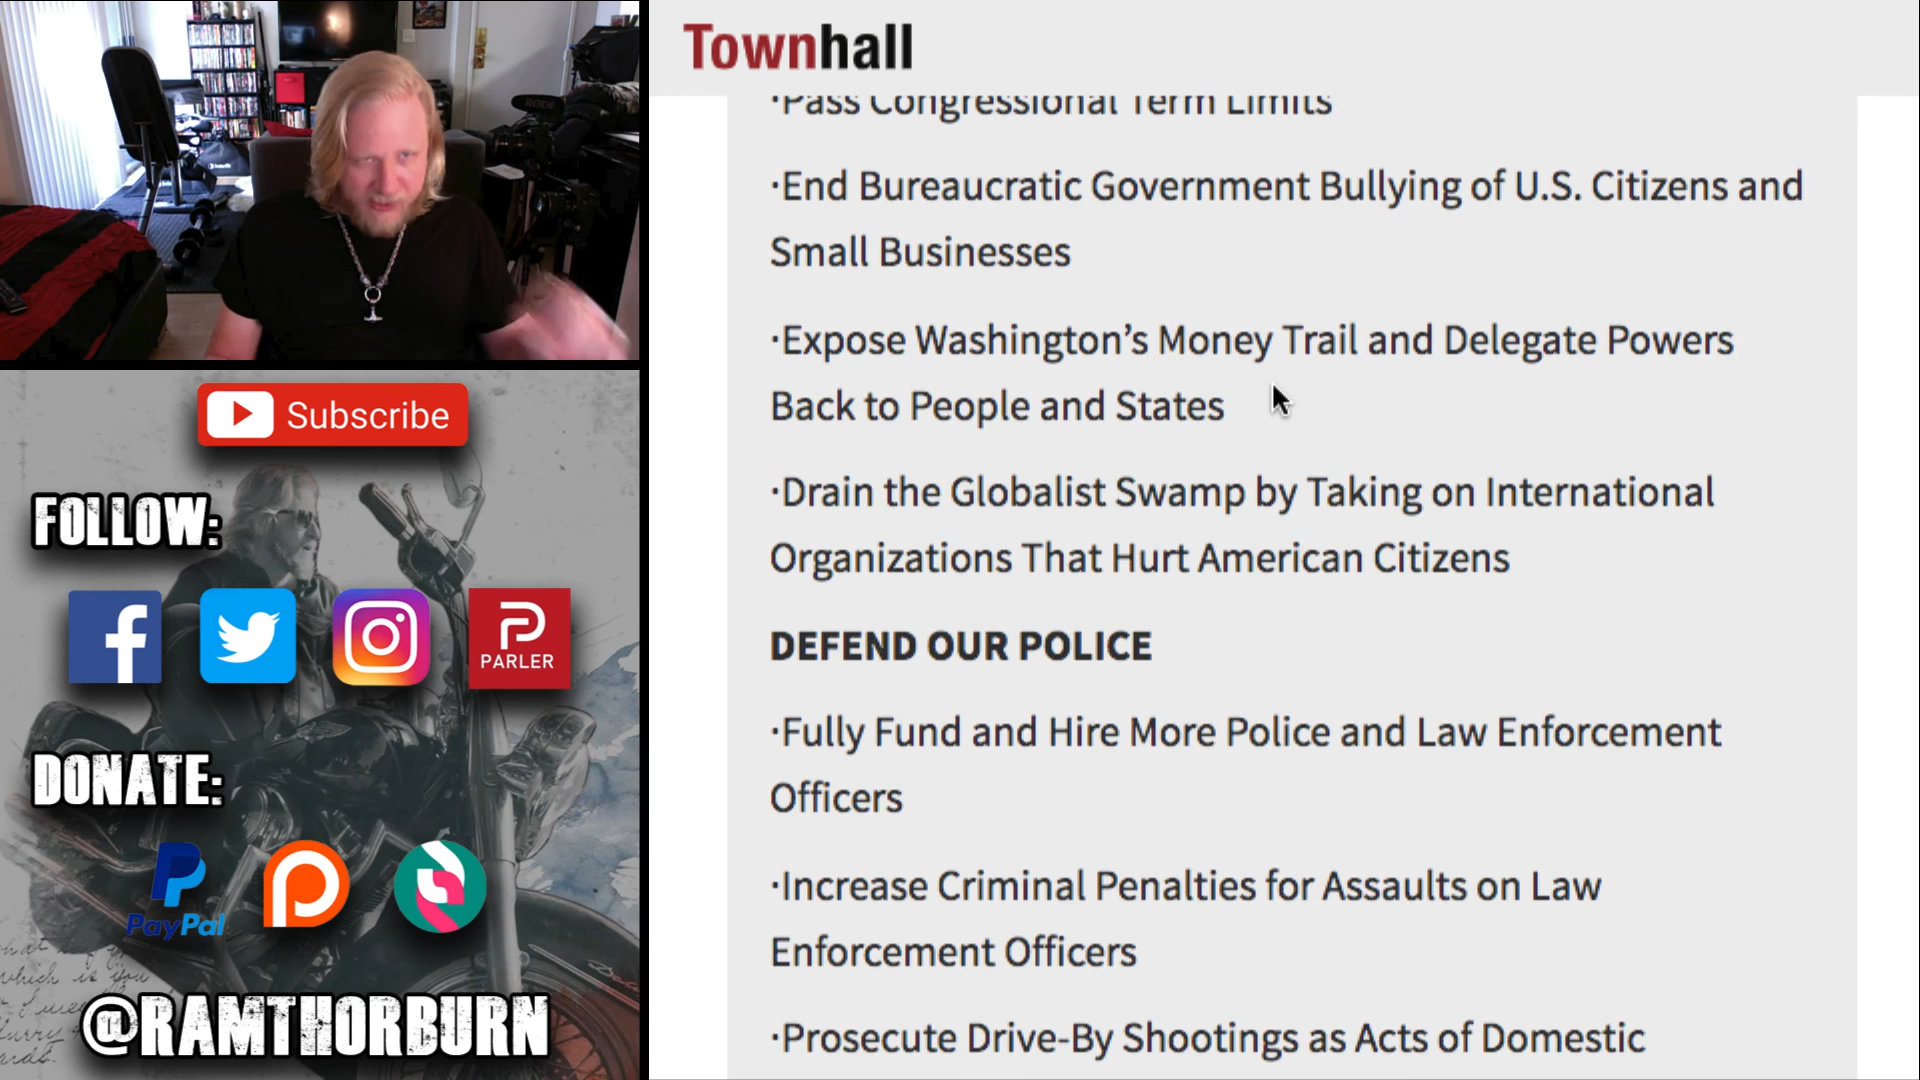 Townhall
·Pass Congressional Term Limits
·End Bureaucratic Government Bullying of U.S. Citizens and
Small Businesses
·Expose Washington's Money Trail and Delegate Powers
Back to People and States
·Drain the Globalist Swamp by Taking on International
Organizations That Hurt American Citizens
DEFEND OUR POLICE
·Fully Fund and Hire More Police and Law Enforcement
Officers
·Increase Criminal Penalties for Assaults on Law
Enforcement Officers
·Prosecute Drive-By Shootings as Acts of Domestic
Subscribe
FOLLOW:
PARLER
DONATE:
PayPal
@RAMTHORBURN